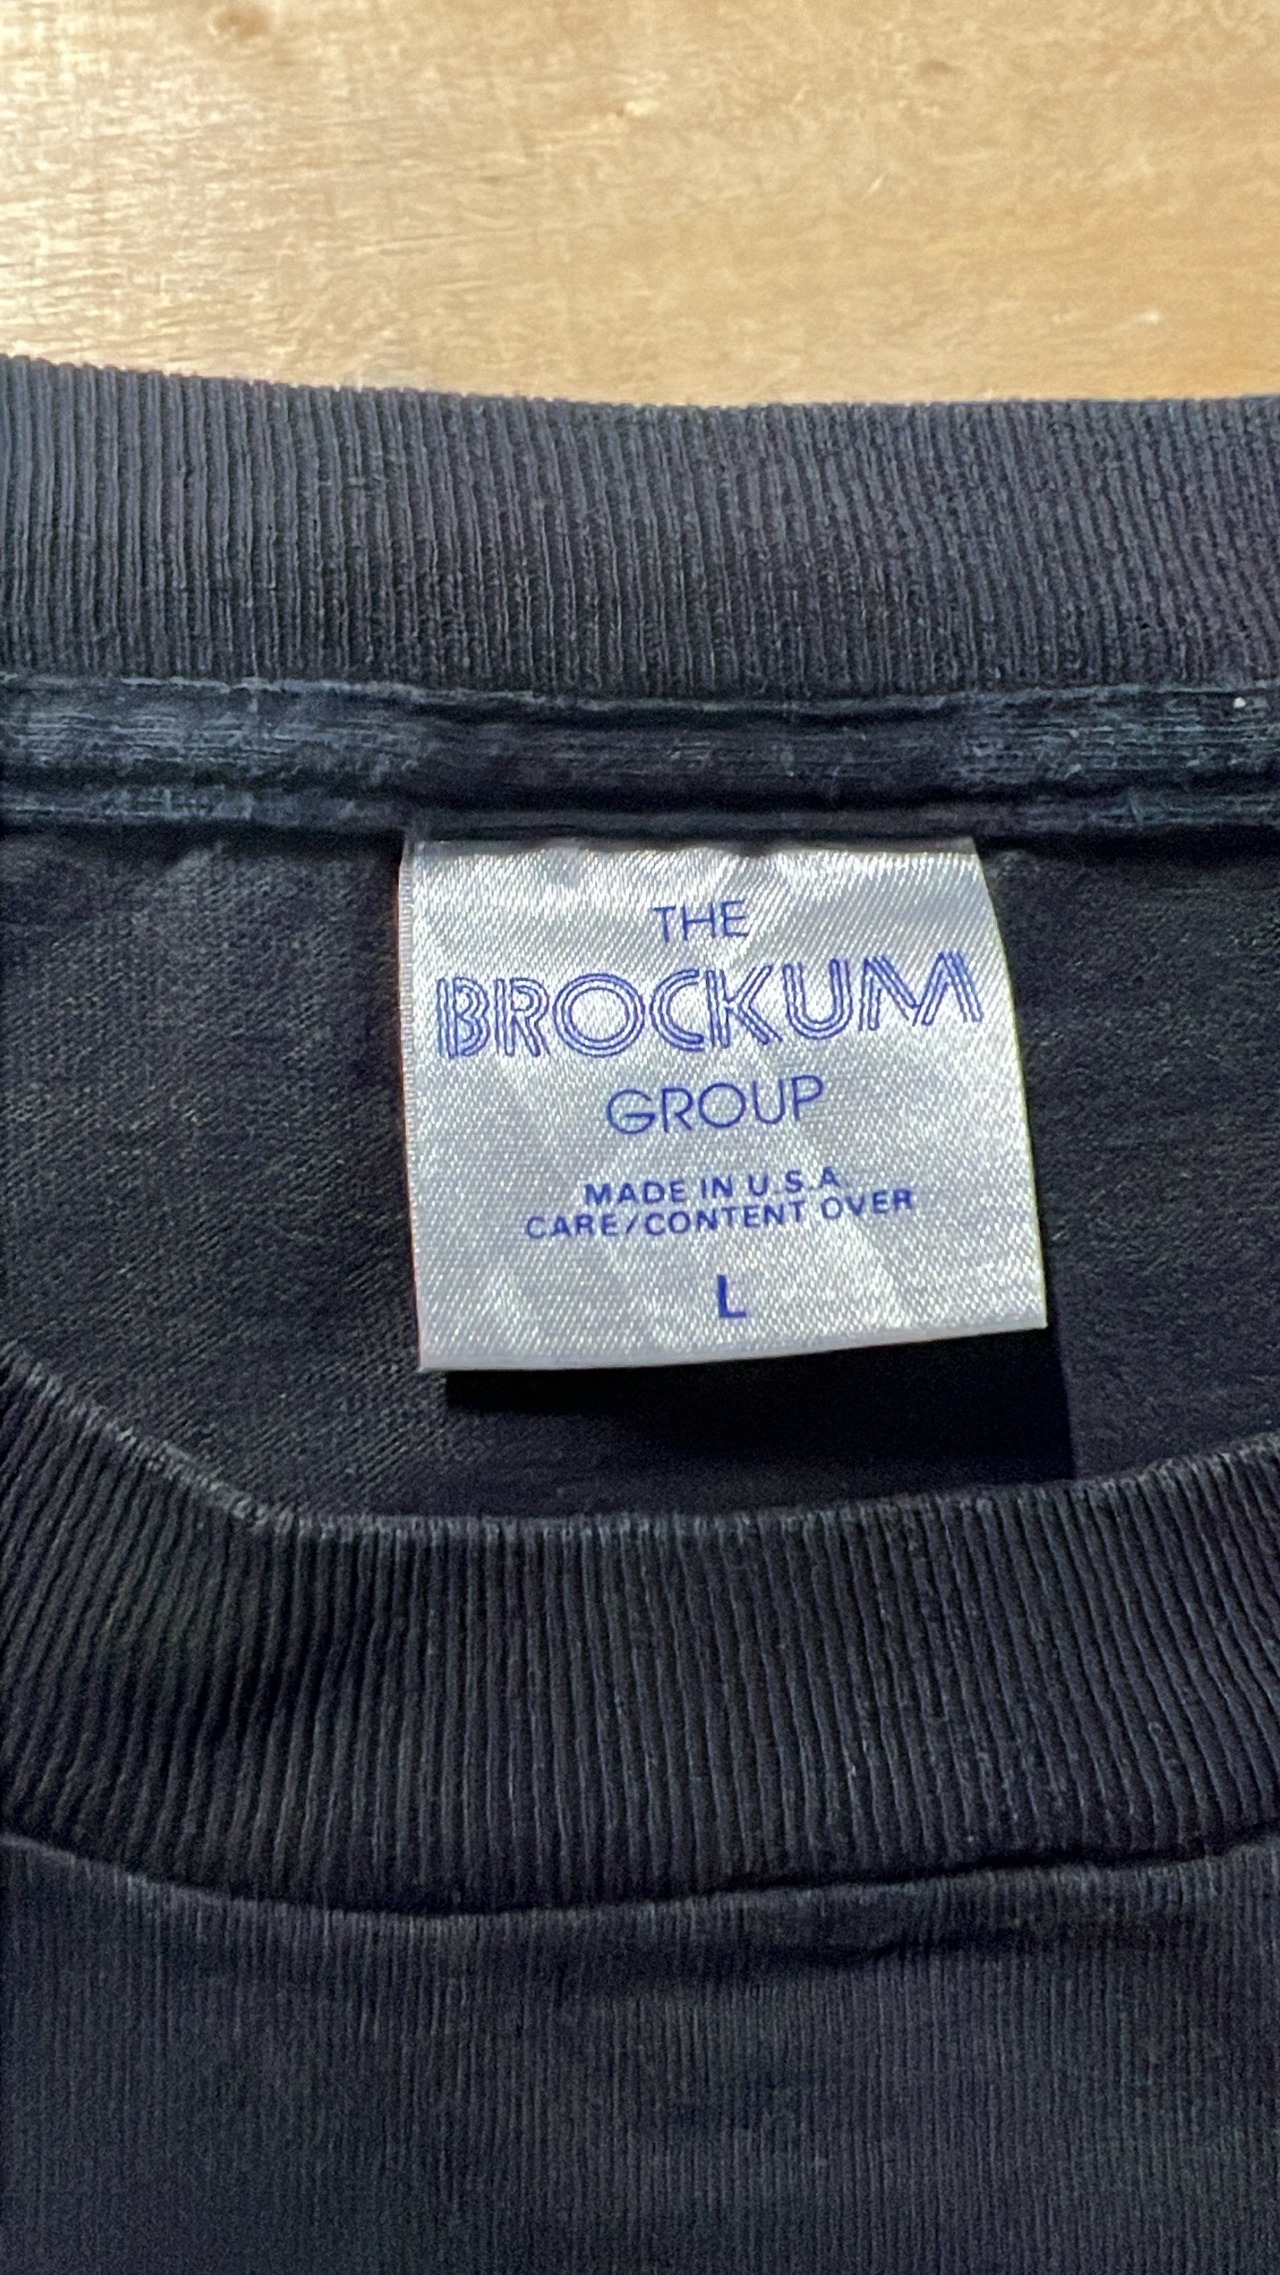 THE
BROCKUM
GROUP
MADE IN U.S.A.
CARE/CONTENT OVER
L